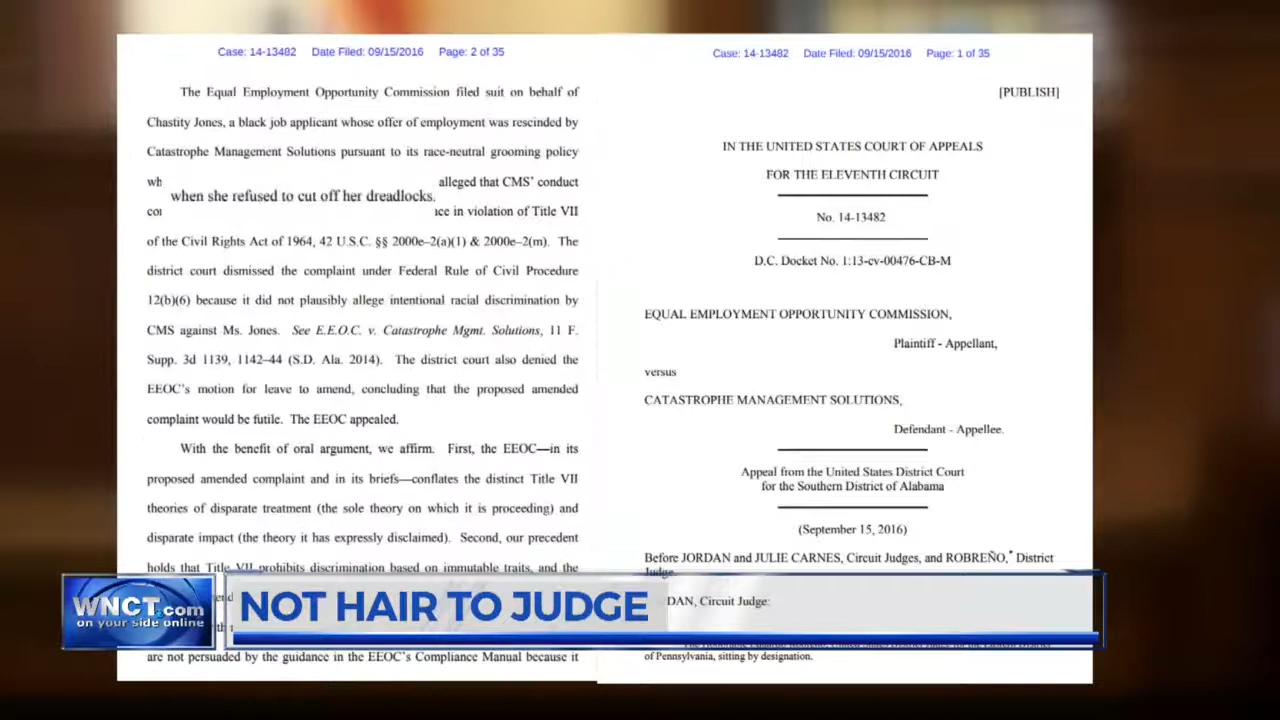 Case: 14-13482 Date Filed: 09/15/2016 Page: 2 of 35
The Equal Employment Opportunity Commission filed suit on behalf of
Chastity Jones, a black job applicant whose offer of employment was rescinded by
Catastrophe Management Solutions pursuant to its race-neutral grooming policy
wh alleged that CMS' conduct
when she refused to cut off her dreadlocks.
in violation of Title VII
of the Civil Rights Act of 1964, 42 U.S.C. §§ 2000e–2(a)(1) & 2000e–2(m). The
district court dismissed the complaint under Federal Rule of Civil Procedure
12(b)(6) because it did not plausibly allege intentional racial discrimination by
CMS against Ms. Jones. See E.E.O.C. v. Catastrophe Mgmt. Solutions, 11 F.
Supp. 3d 1139, 1142–44 (S.D. Ala. 2014). The district court also denied the
EEOC's motion for leave to amend, concluding that the proposed amended
complaint would be futile. The EEOC appealed.
With the benefit of oral argument, we affirm. First, the EEOC—in its
proposed amended complaint and in its briefs—conflates the distinct Title VII
theories of disparate treatment (the sole theory on which it is proceeding) and
disparate impact (the theory it has expressly disclaimed). Second, our precedent
holds that Title VII prohibits discrimination based on immutable traits, and the
are not persuaded by the guidance in the EEOC's Compliance Manual because it
Case: 14-13482 Date Filed: 09/15/2016 Page: 1 of 35
[PUBLISH]
IN THE UNITED STATES COURT OF APPEALS
FOR THE ELEVENTH CIRCUIT
No. 14-13482
D.C. Docket No. 1:13-cv-00476-CB-M
EQUAL EMPLOYMENT OPPORTUNITY COMMISSION,
Plaintiff - Appellant,
versus
CATASTROPHE MANAGEMENT SOLUTIONS,
Defendant - Appellee.
Appeal from the United States District Court
for the Southern District of Alabama
(September 15, 2016)
Before JORDAN and JULIE CARNES, Circuit Judges, and ROBREÑO,* District
Judge.
DAN, Circuit Judge:
of Pennsylvania, sitting by designation.
WNCT.com
on your side online
NOT HAIR TO JUDGE